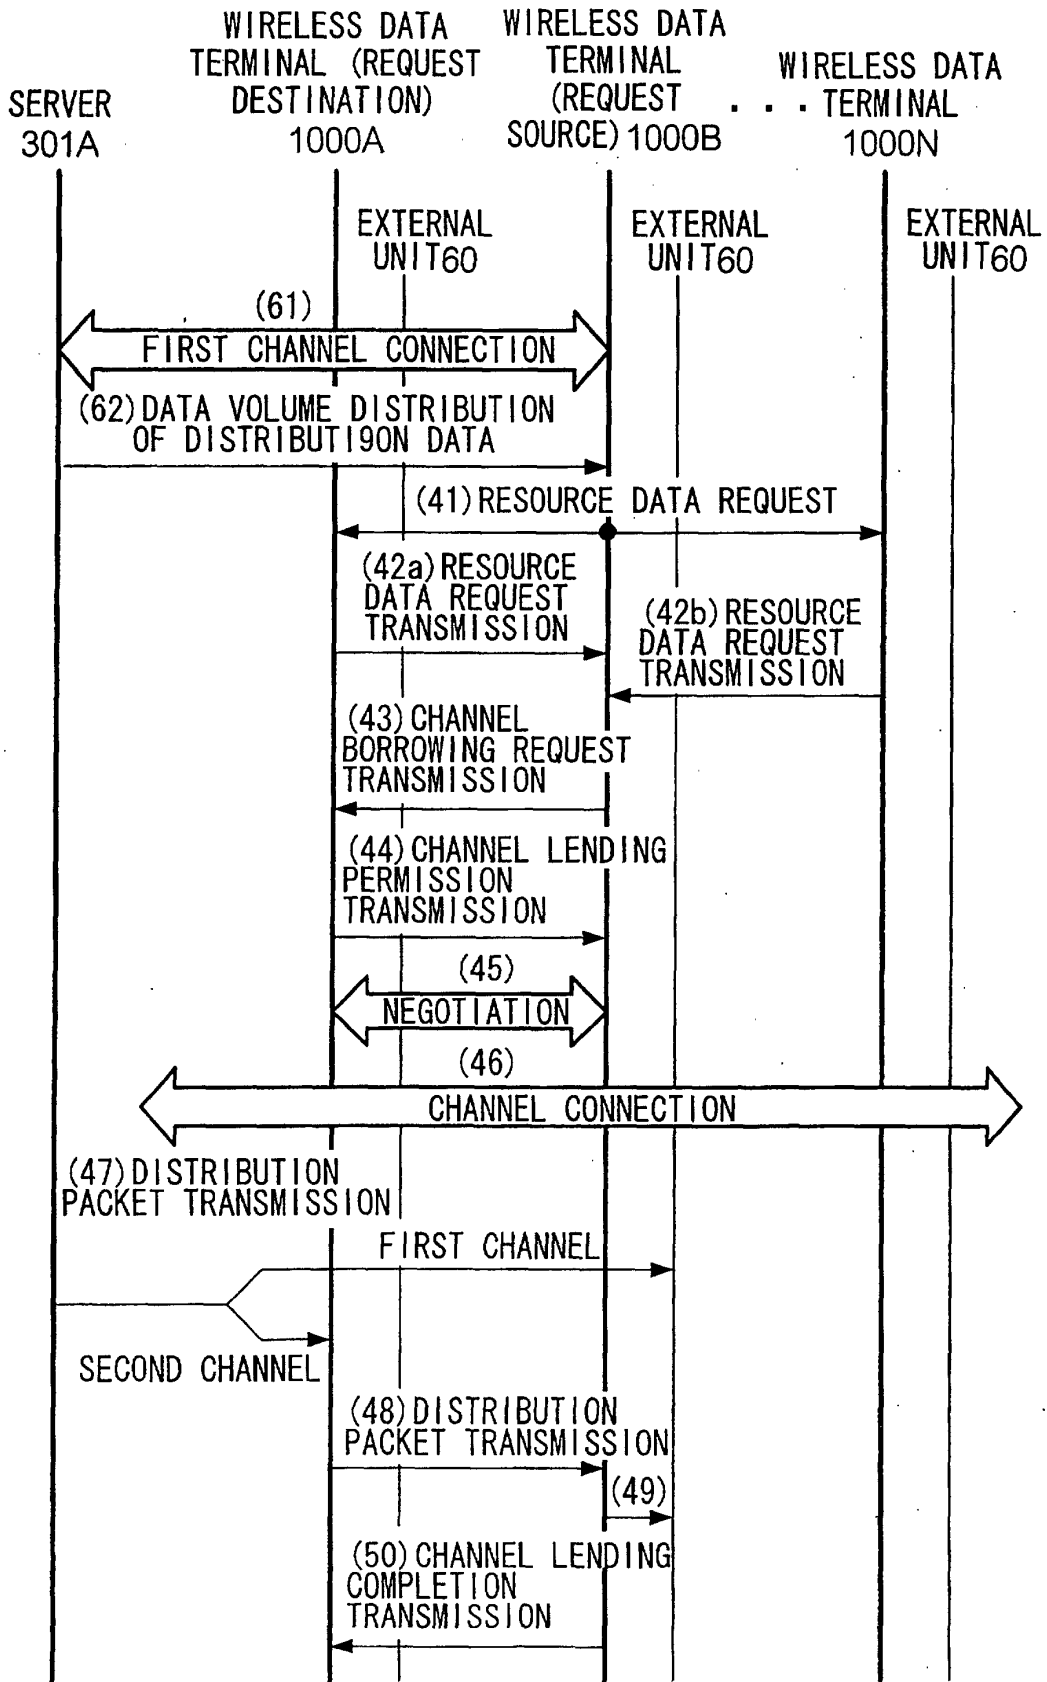 WIRELESS DATA
TERMINAL (REQUEST
DESTINATION)
1000A
WIRELESS DATA
TERMINAL
(REQUEST
SOURCE) 1000B
. . .
WIRELESS DATA
TERMINAL
1000N
SERVER
301A
EXTERNAL
UNIT60
EXTERNAL
UNIT60
EXTERNAL
UNIT60
(61)
FIRST CHANNEL CONNECTION
(62) DATA VOLUME DISTRIBUTION
OF DISTRIBUTI9ON DATA
(41) RESOURCE DATA REQUEST
(42a) RESOURCE
DATA REQUEST
TRANSMISSION
(42b) RESOURCE
DATA REQUEST
TRANSMISSION
(43) CHANNEL
BORROWING REQUEST
TRANSMISSION
(44) CHANNEL LENDING
PERMISSION
TRANSMISSION
(45)
NEGOTIATION
(46)
CHANNEL CONNECTION
(47) DISTRIBUTION
PACKET TRANSMISSION
FIRST CHANNEL
SECOND CHANNEL
(48) DISTRIBUTION
PACKET TRANSMISSION
(49)
(50) CHANNEL LENDING
COMPLETION
TRANSMISSION